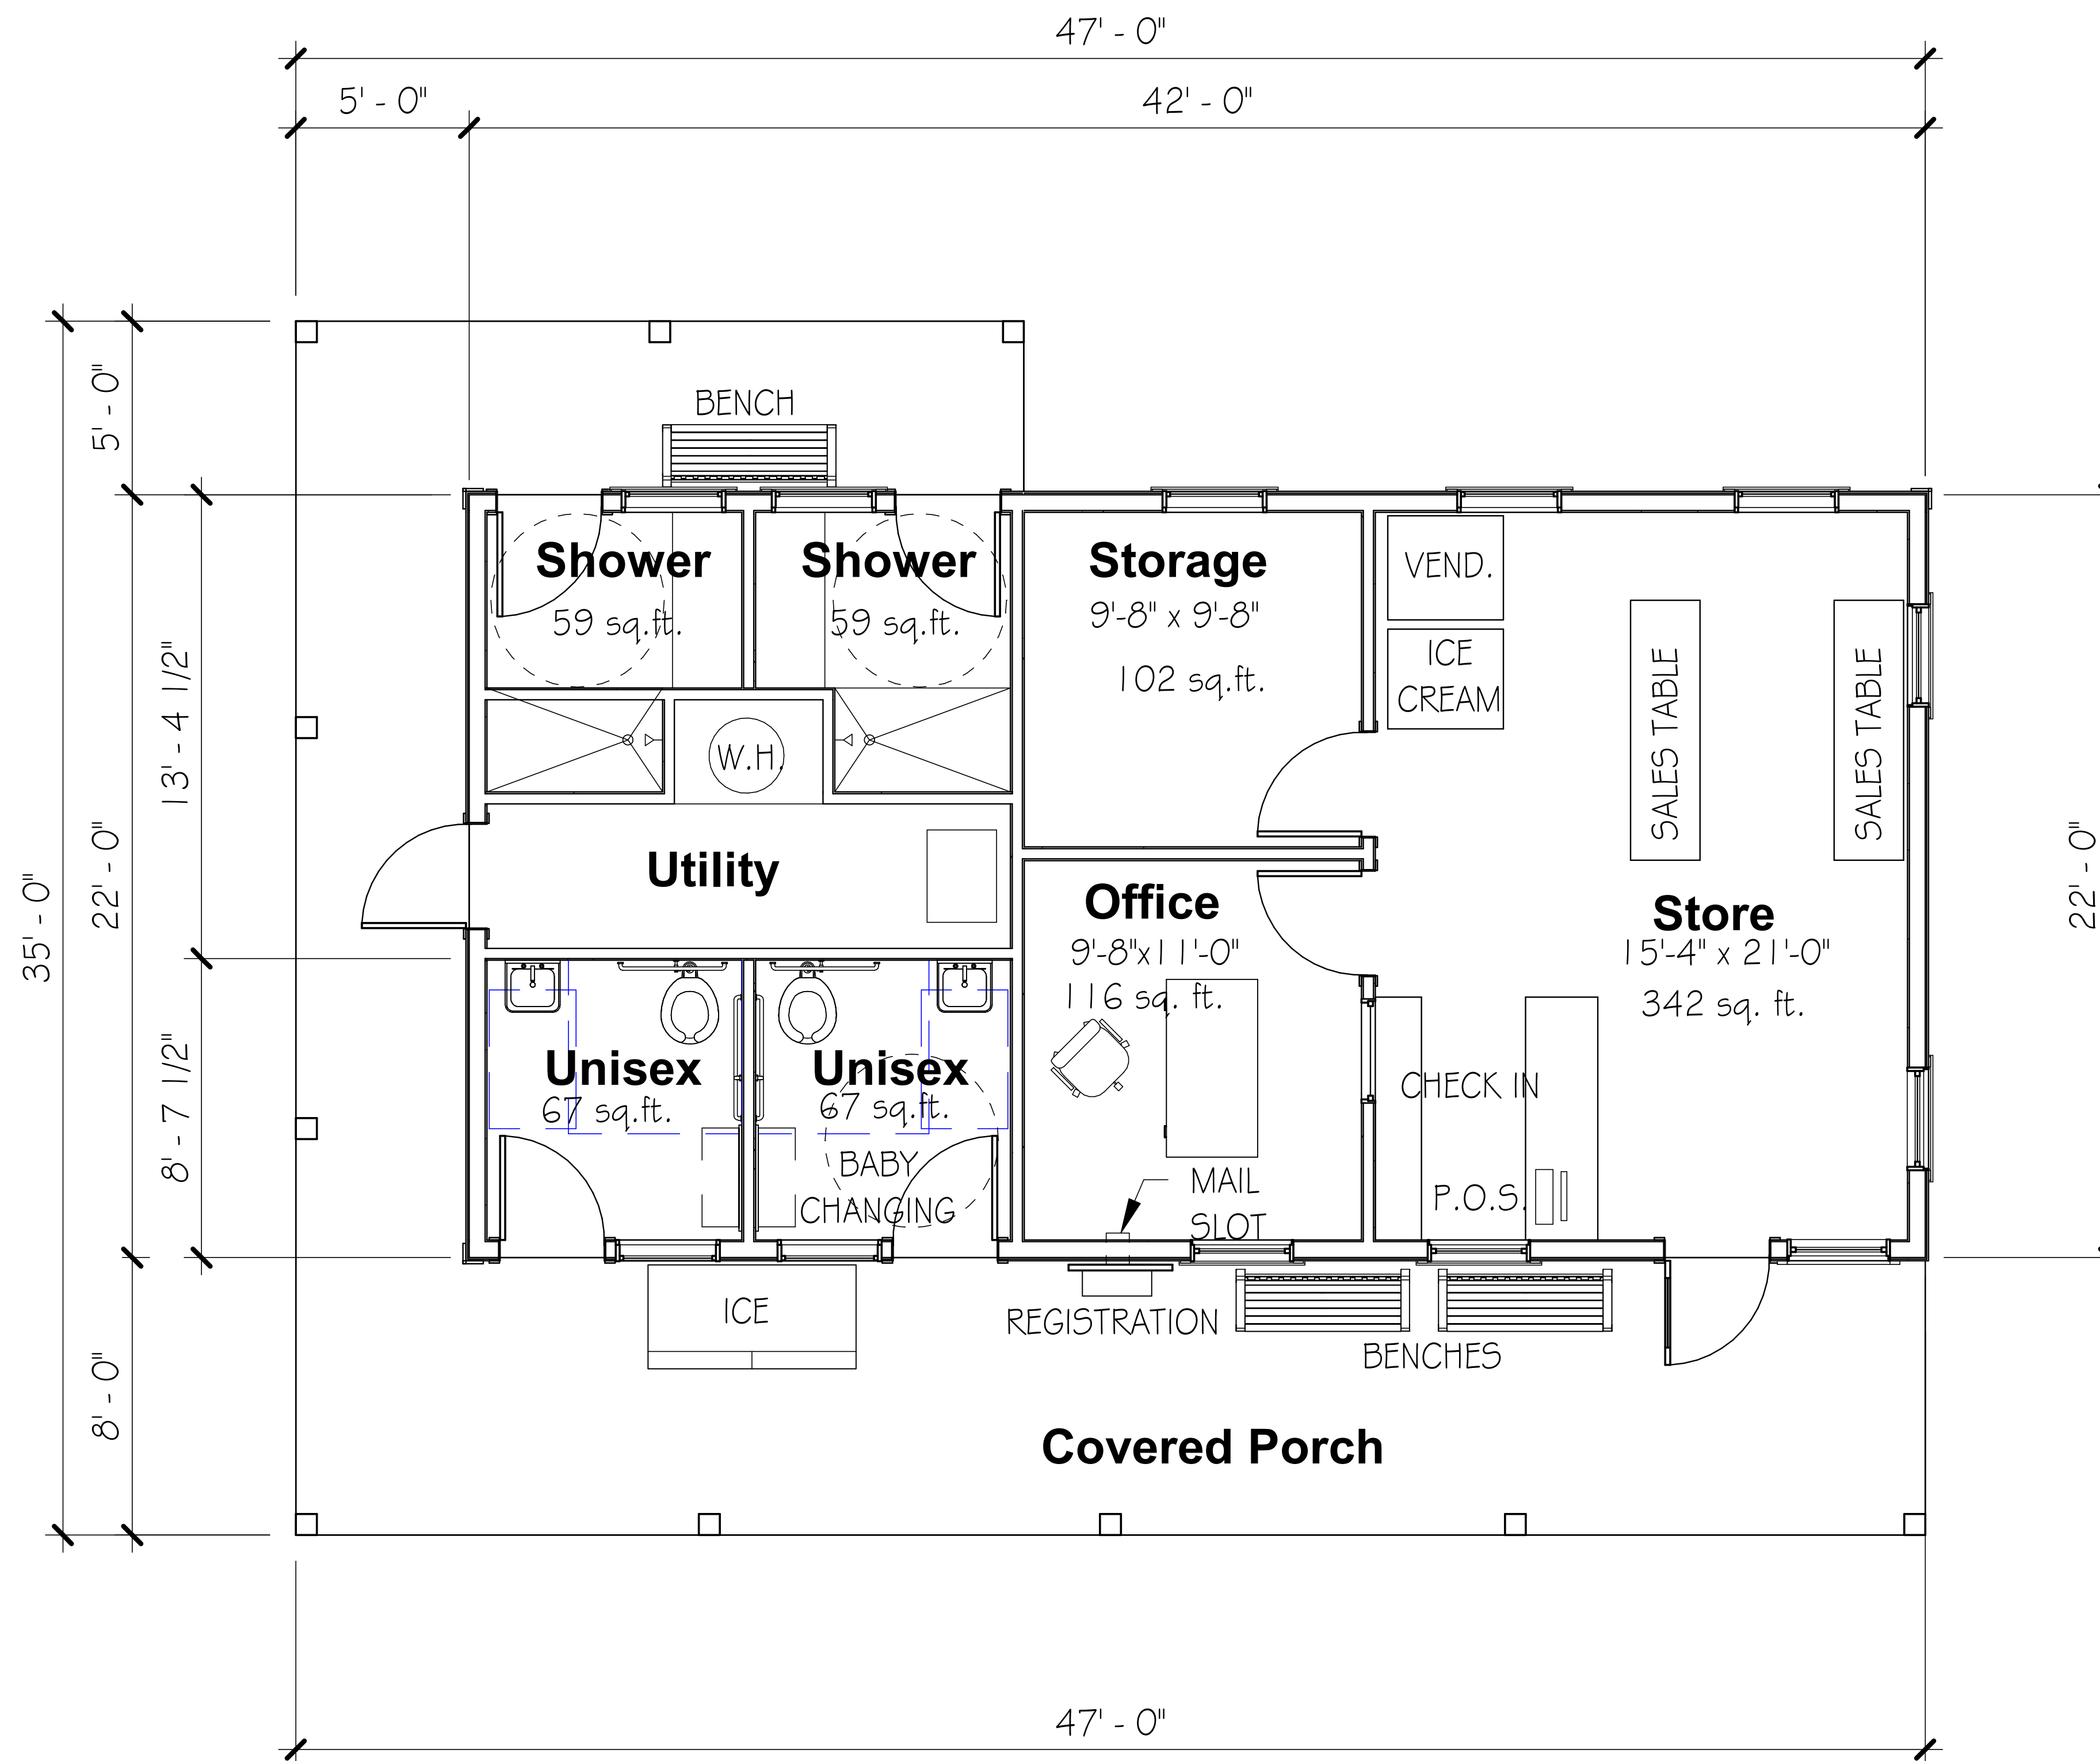 47' - 0"
5' - 0"
42' - 0"
5' - 0"
BENCH
Shower
59 sq.ft.
Shower
59 sq.ft.
Storage
9'-8" x 9'-8"
102 sq.ft.
VEND.
ICE
CREAM
SALES TABLE
SALES TABLE
13' - 4 1/2"
W.H.
22' - 0"
35' - 0"
22' - 0"
Utility
Office
9'-8"x11'-0"
116 sq. ft.
Store
15'-4" x 21'-0"
342 sq. ft.
8' - 7 1/2"
Unisex
67 sq.ft.
Unisex
67 sq.ft.
BABY
CHANGING
CHECK IN
P.O.S.
MAIL
SLOT
ICE
REGISTRATION
BENCHES
8' - 0"
Covered Porch
47' - 0"